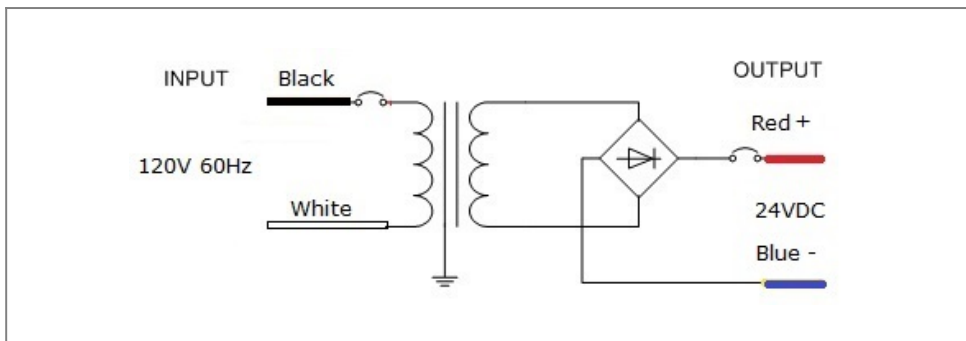 INPUT
Black
OUTPUT
Red +
120V 60Hz
White
24VDC
Blue -